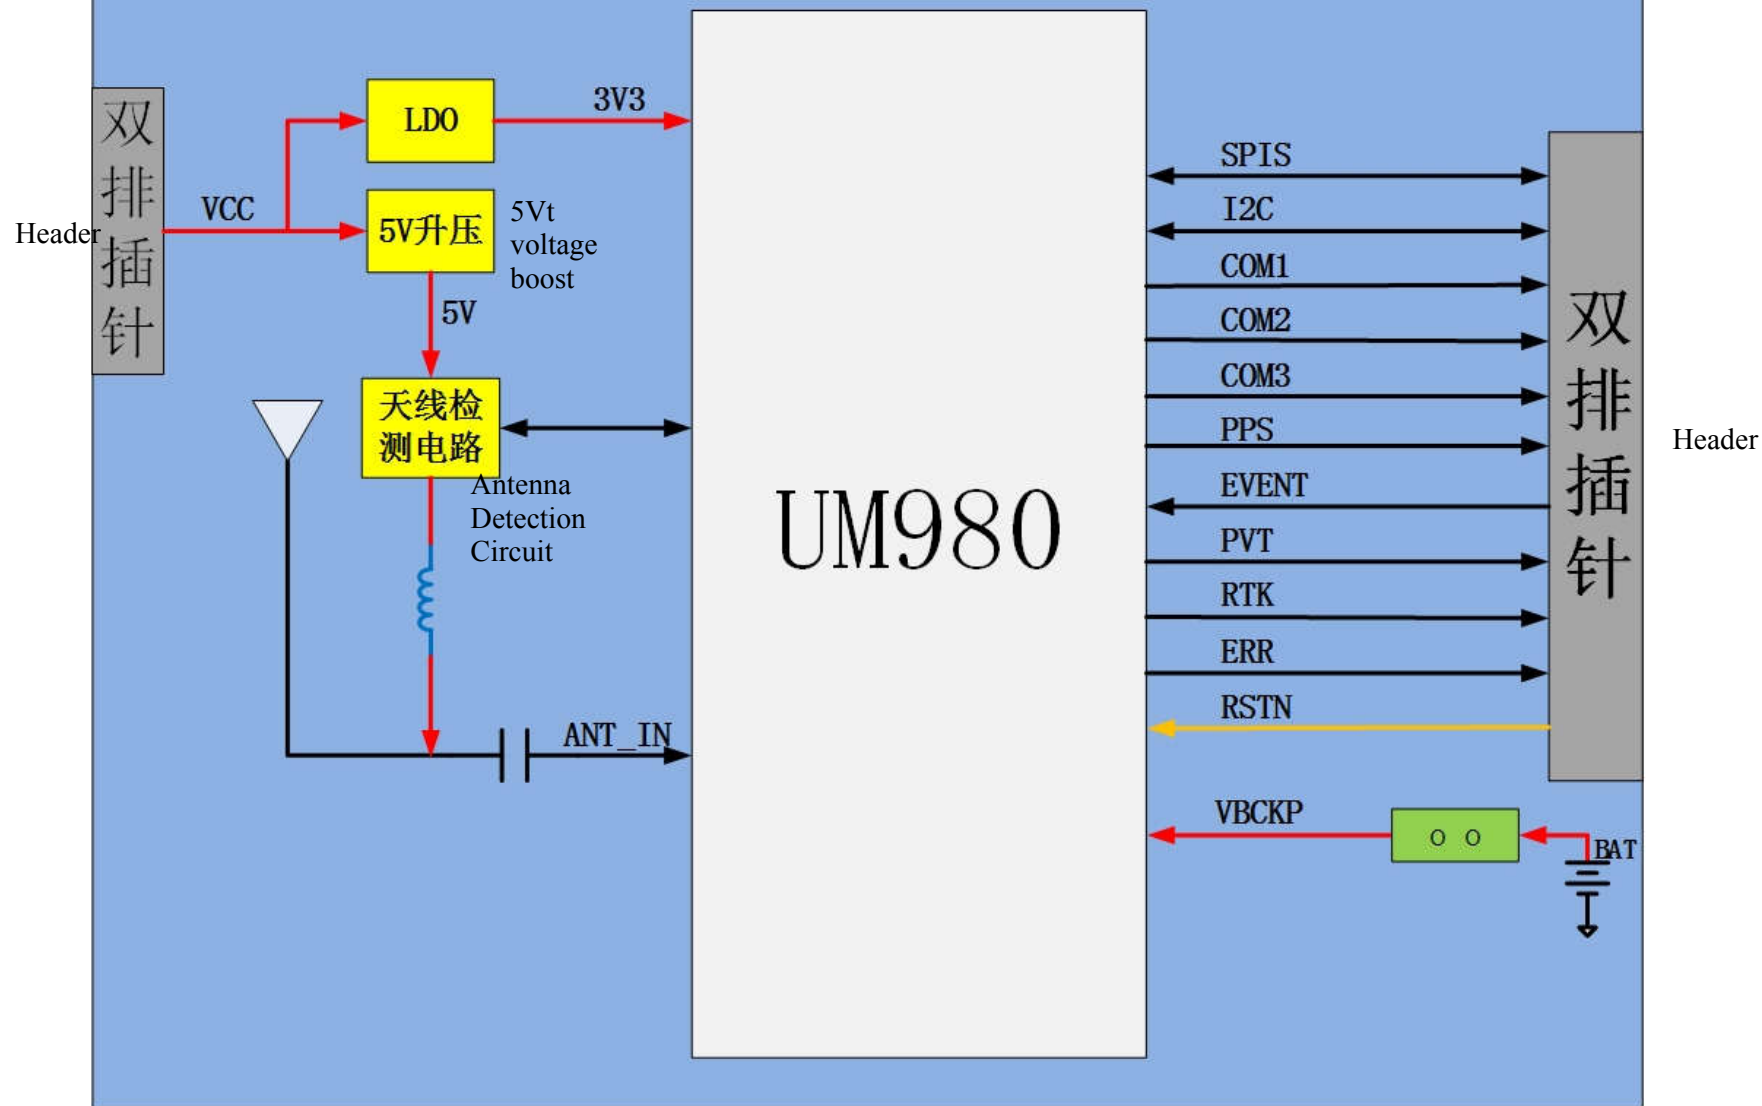 双
排
插
针
Header
VCC
LDO
3V3
5V升压
5Vt
voltage
boost
5V
天线检
测电路
Antenna
Detection
Circuit
ANT_IN
UM980
SPIS
I2C
COM1
COM2
COM3
PPS
EVENT
PVT
RTK
ERR
RSTN
VBCKP
O O
BAT
双
排
插
针
Header